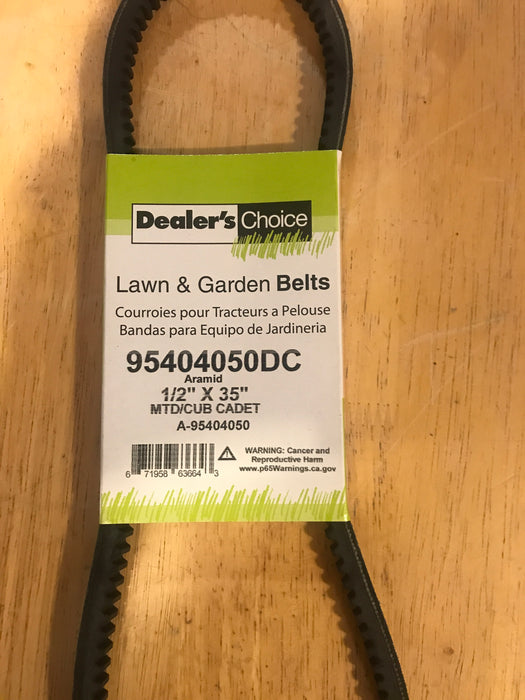 Dealer's Choice
Lawn & Garden Belts
Courroies pour Tracteurs a Pelouse
Bandas para Equipo de Jardineria
95404050DC
Aramid
1/2" X 35"
MTD/CUB CADET
A-95404050
WARNING: Cancer and
Reproductive Harm
www.p65Warnings.ca.gov
6 71958 63664 3